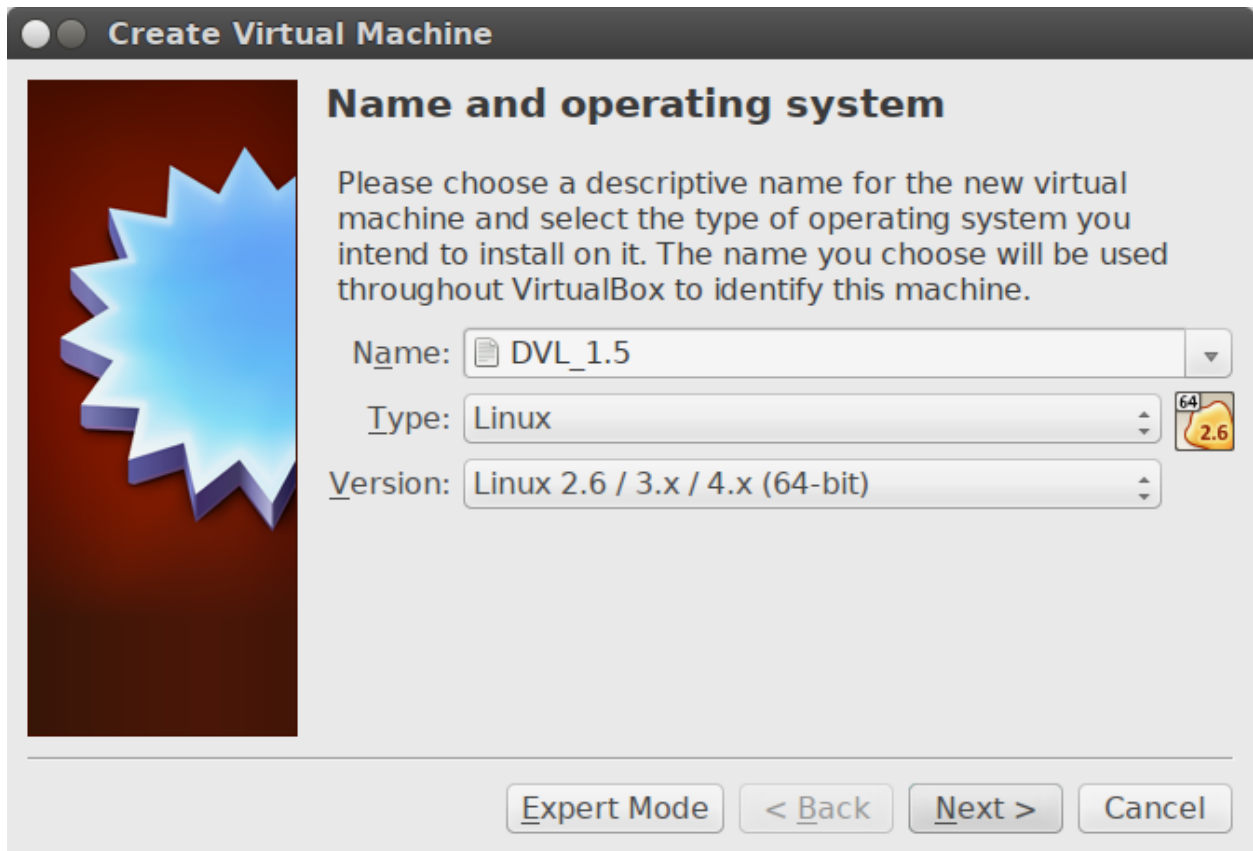 Create Virtual Machine
Name and operating system
Please choose a descriptive name for the new virtual
machine and select the type of operating system you
intend to install on it. The name you choose will be used
throughout VirtualBox to identify this machine.
Name: DVL_1.5
Type: Linux
64
2.6
Version: Linux 2.6 / 3.x / 4.x (64-bit)
Expert Mode < Back Next > Cancel